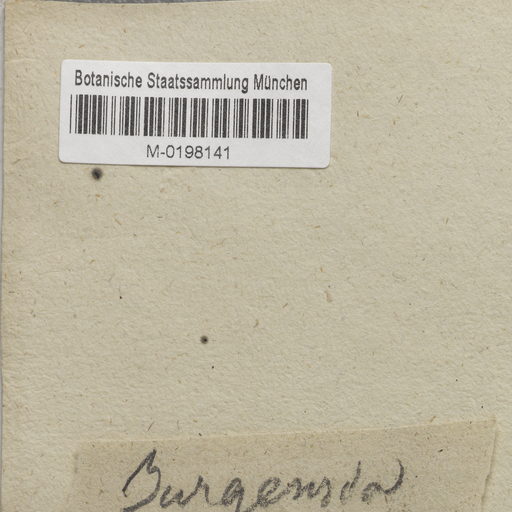 Botanische Staatssammlung München
M-0198141